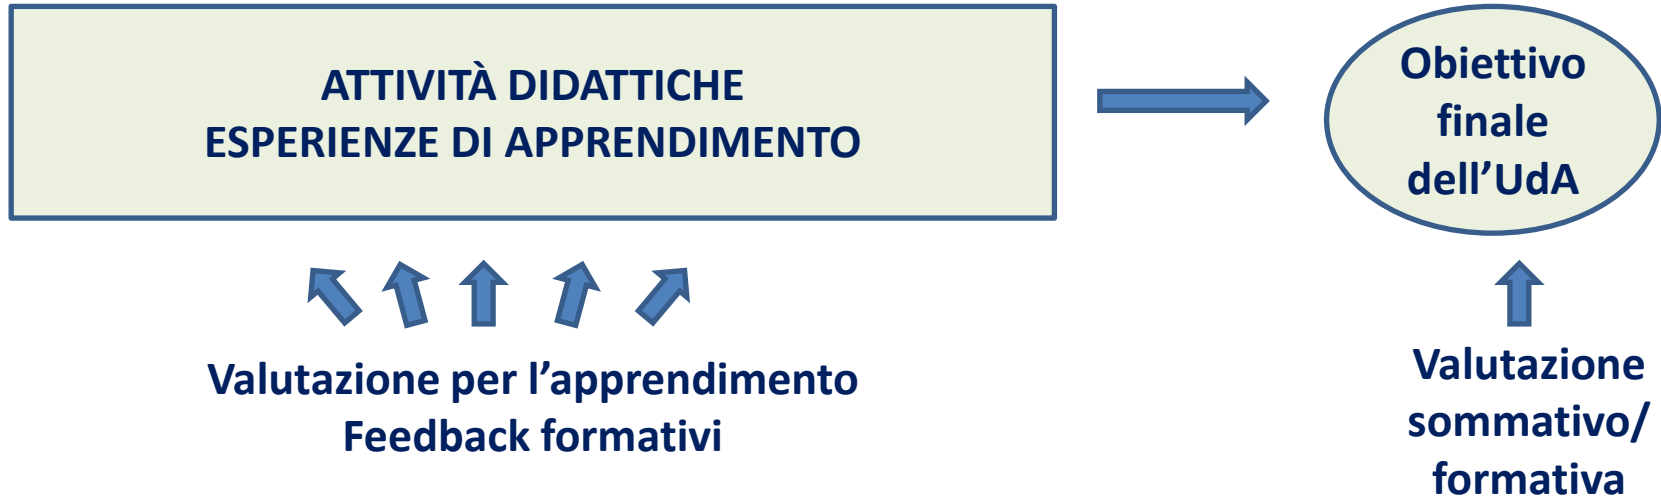 ATTIVITÀ DIDATTICHE
ESPERIENZE DI APPRENDIMENTO
Obiettivo
finale
dell’UdA
Valutazione per l’apprendimento
Feedback formativi
Valutazione
sommativo/
formativa